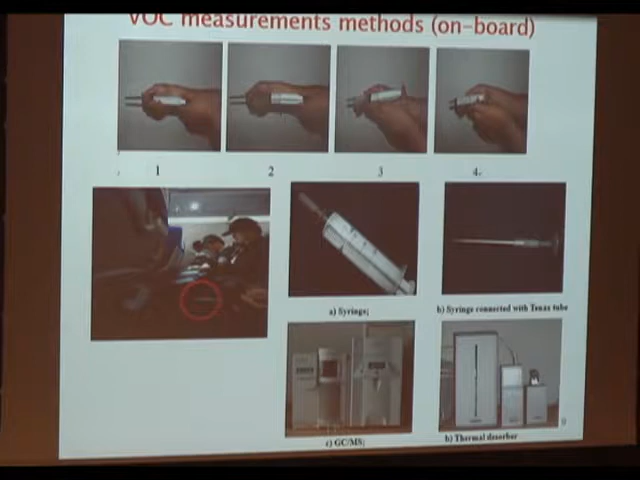 VOC measurements methods (on-board)
1 2 3 4.
a) Syringe; b) Syringe connected with Tenax tube
c) GC/MS; b) Thermal desorber
9